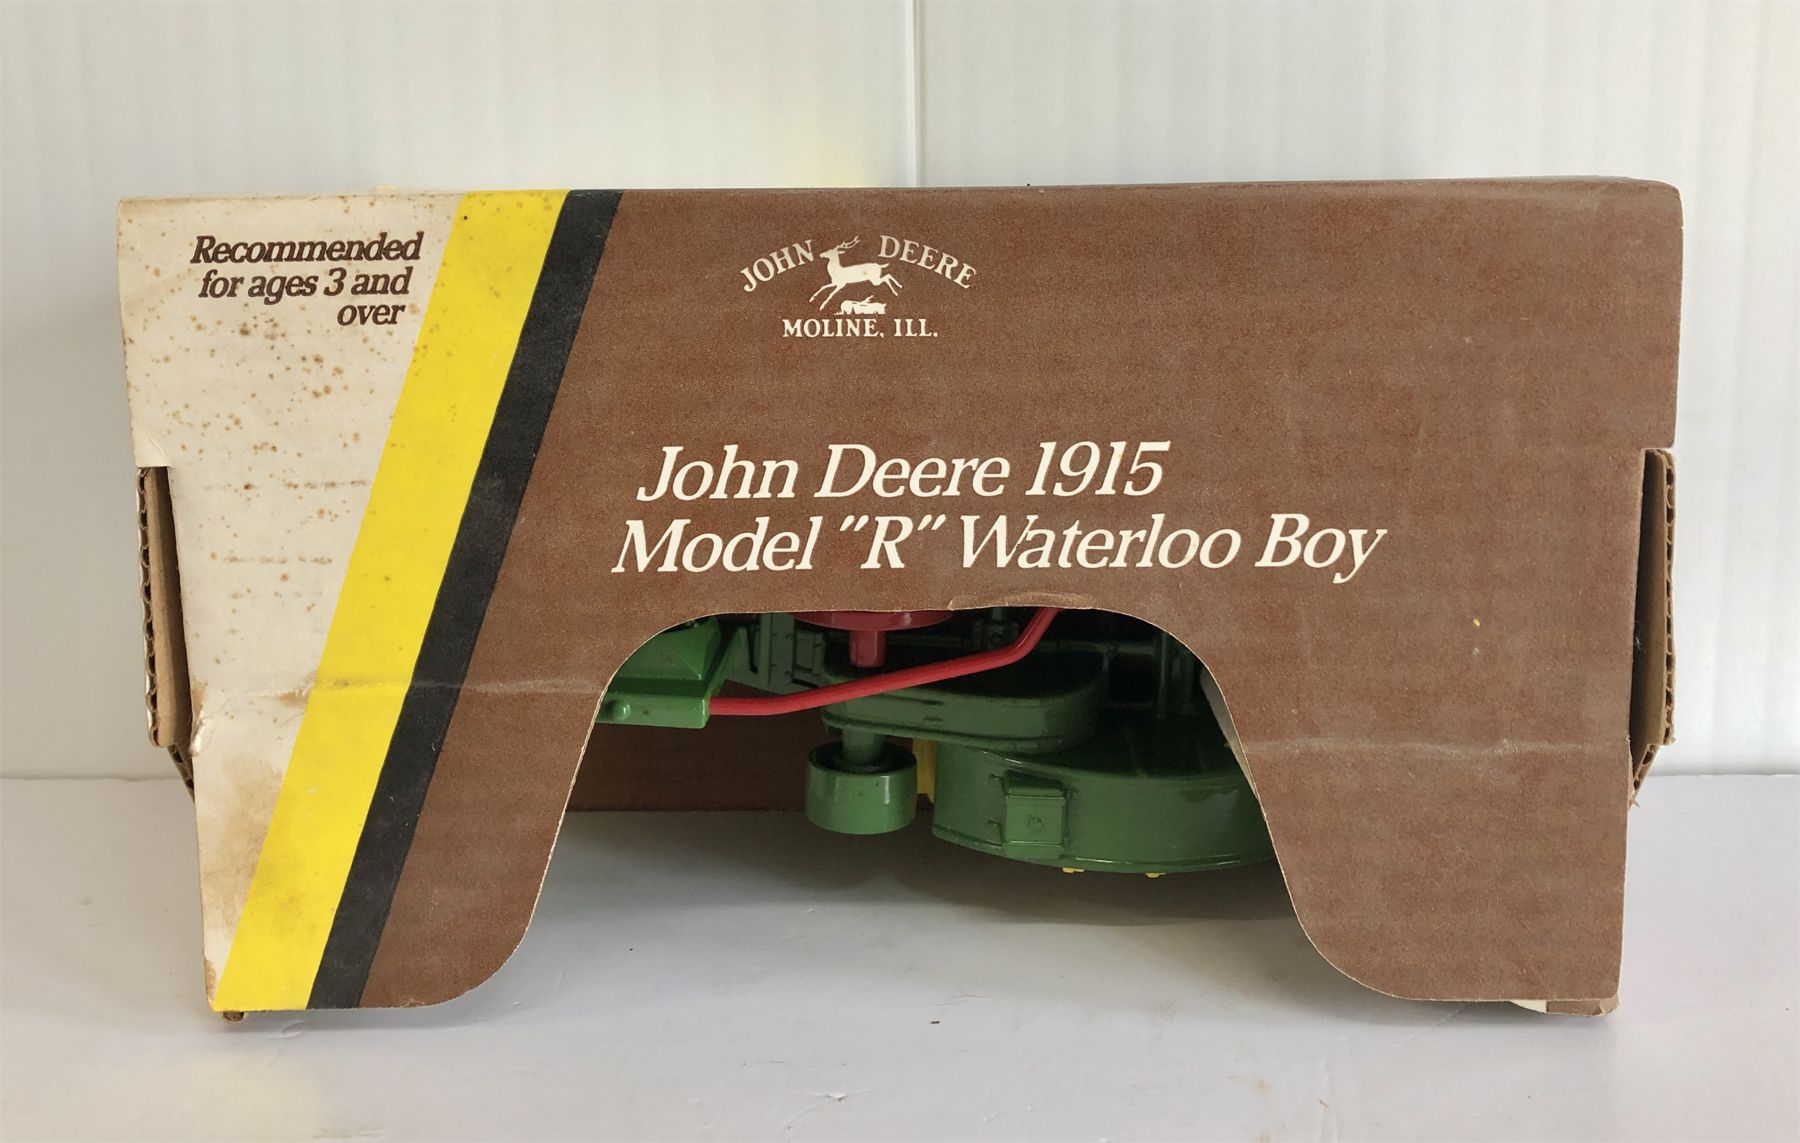 Recommended
for ages 3 and
over
JOHN DEERE
MOLINE, ILL.
John Deere 1915
Model "R" Waterloo Boy